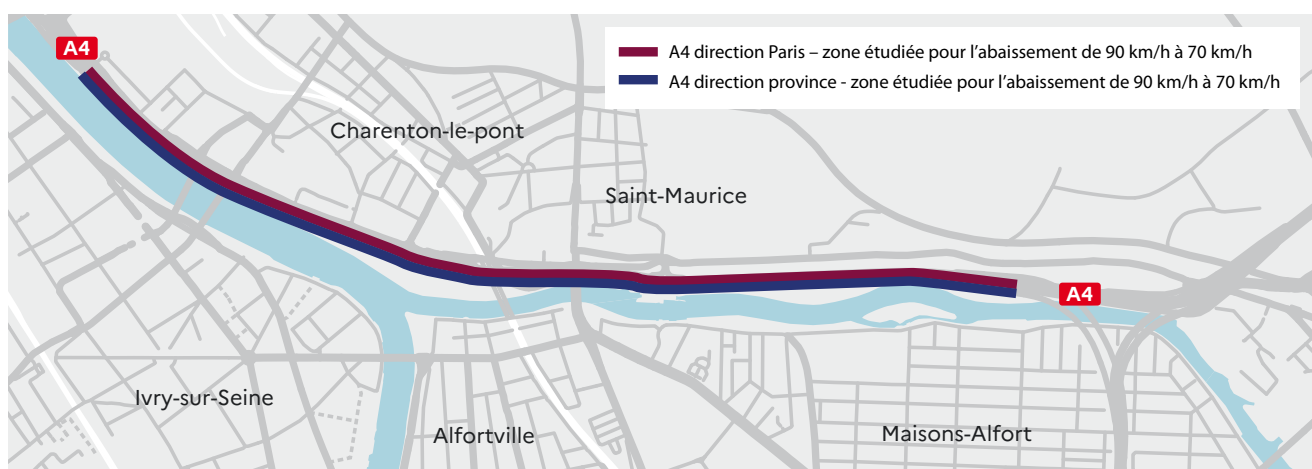 A4
A4 direction Paris – zone étudiée pour l’abaissement de 90 km/h à 70 km/h
A4 direction province - zone étudiée pour l’abaissement de 90 km/h à 70 km/h
Charenton-le-pont
Saint-Maurice
A4
Ivry-sur-Seine
Alfortville
Maisons-Alfort